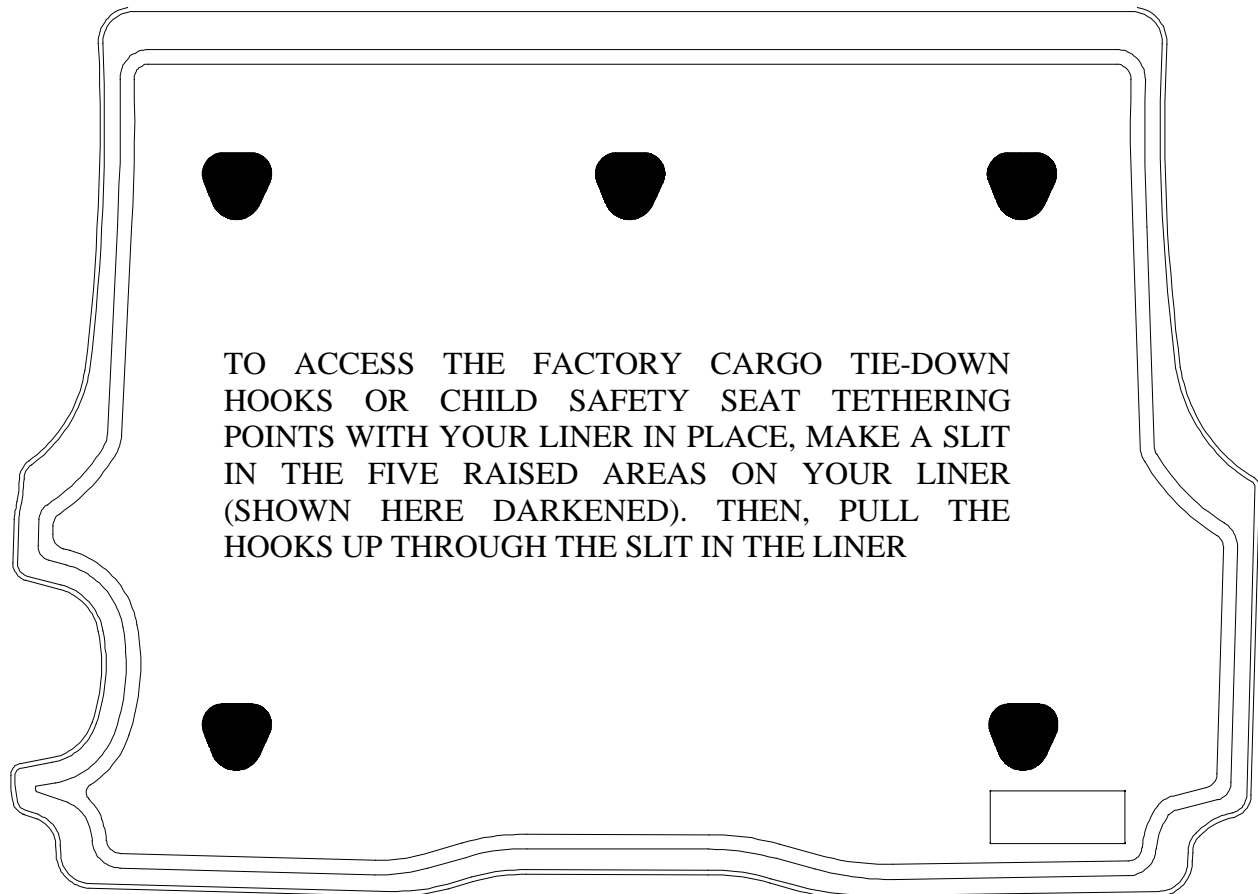 TO ACCESS THE FACTORY CARGO TIE-DOWN
HOOKS OR CHILD SAFETY SEAT TETHERING
POINTS WITH YOUR LINER IN PLACE, MAKE A SLIT
IN THE FIVE RAISED AREAS ON YOUR LINER
(SHOWN HERE DARKENED). THEN, PULL THE
HOOKS UP THROUGH THE SLIT IN THE LINER